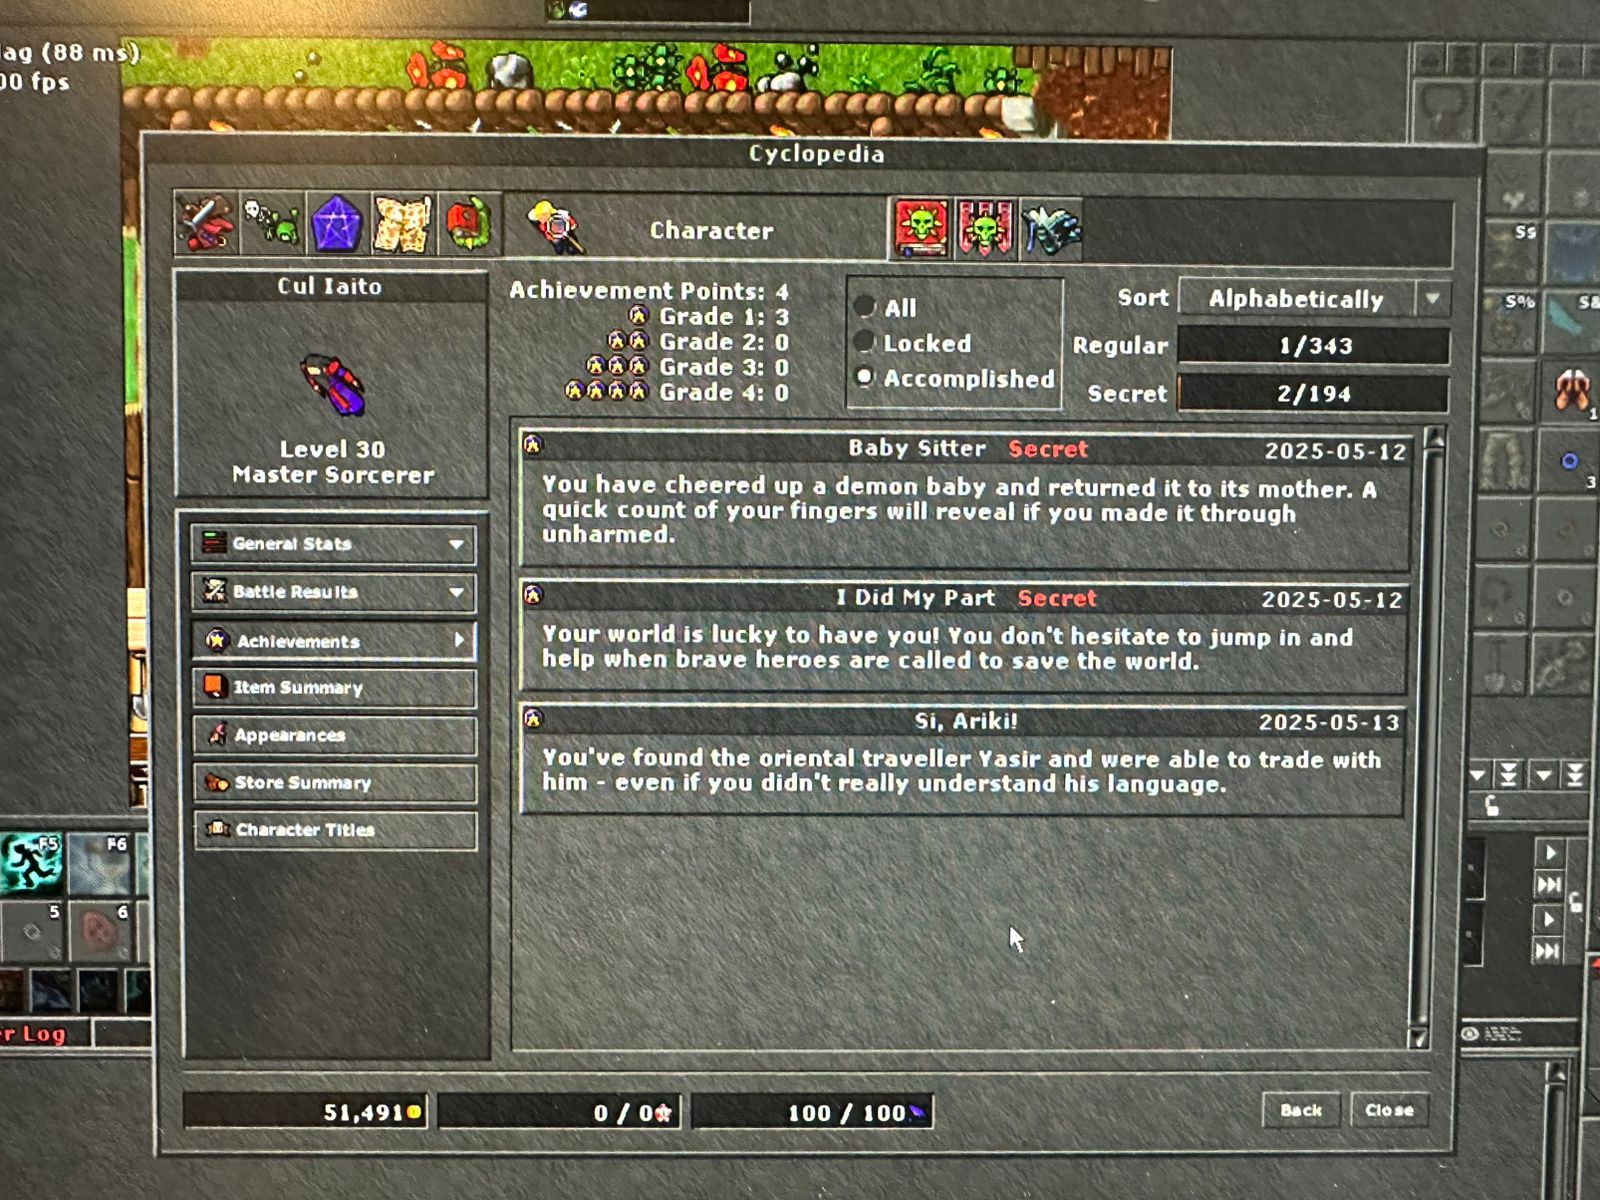 lag (88 ms)
00 fps
Cyclopedia
Character
Cul Iaito
Level 30
Master Sorcerer
General Stats
Battle Results
Achievements
Item Summary
Appearances
Store Summary
Character Titles
Achievement Points: 4
Grade 1: 3
Grade 2: 0
Grade 3: 0
Grade 4: 0
All
Locked
Accomplished
Sort Alphabetically
Regular 1/343
Secret 2/194
Baby Sitter Secret 2025-05-12
You have cheered up a demon baby and returned it to its mother. A
quick count of your fingers will reveal if you made it through
unharmed.
I Did My Part Secret 2025-05-12
Your world is lucky to have you! You don't hesitate to jump in and
help when brave heroes are called to save the world.
Si, Ariki! 2025-05-13
You've found the oriental traveller Yasir and were able to trade with
him - even if you didn't really understand his language.
51,491
0 / 0
100 / 100
Back
Close
Ss
S%
S&
1
3
F5
F6
5
6
er Log